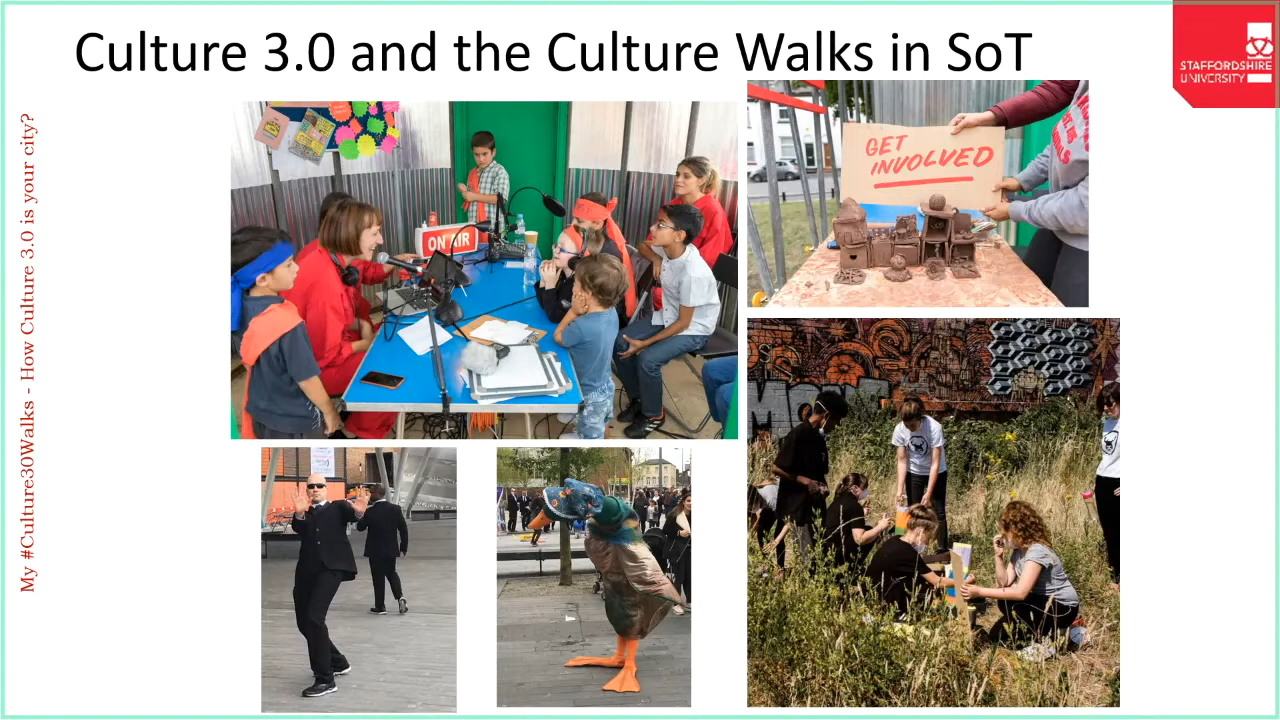 Culture 3.0 and the Culture Walks in SoT
STAFFORDSHIRE
UNIVERSITY
My #Culture30Walks - How Culture 3.0 is your city?
ON AIR
GET
INVOLVED